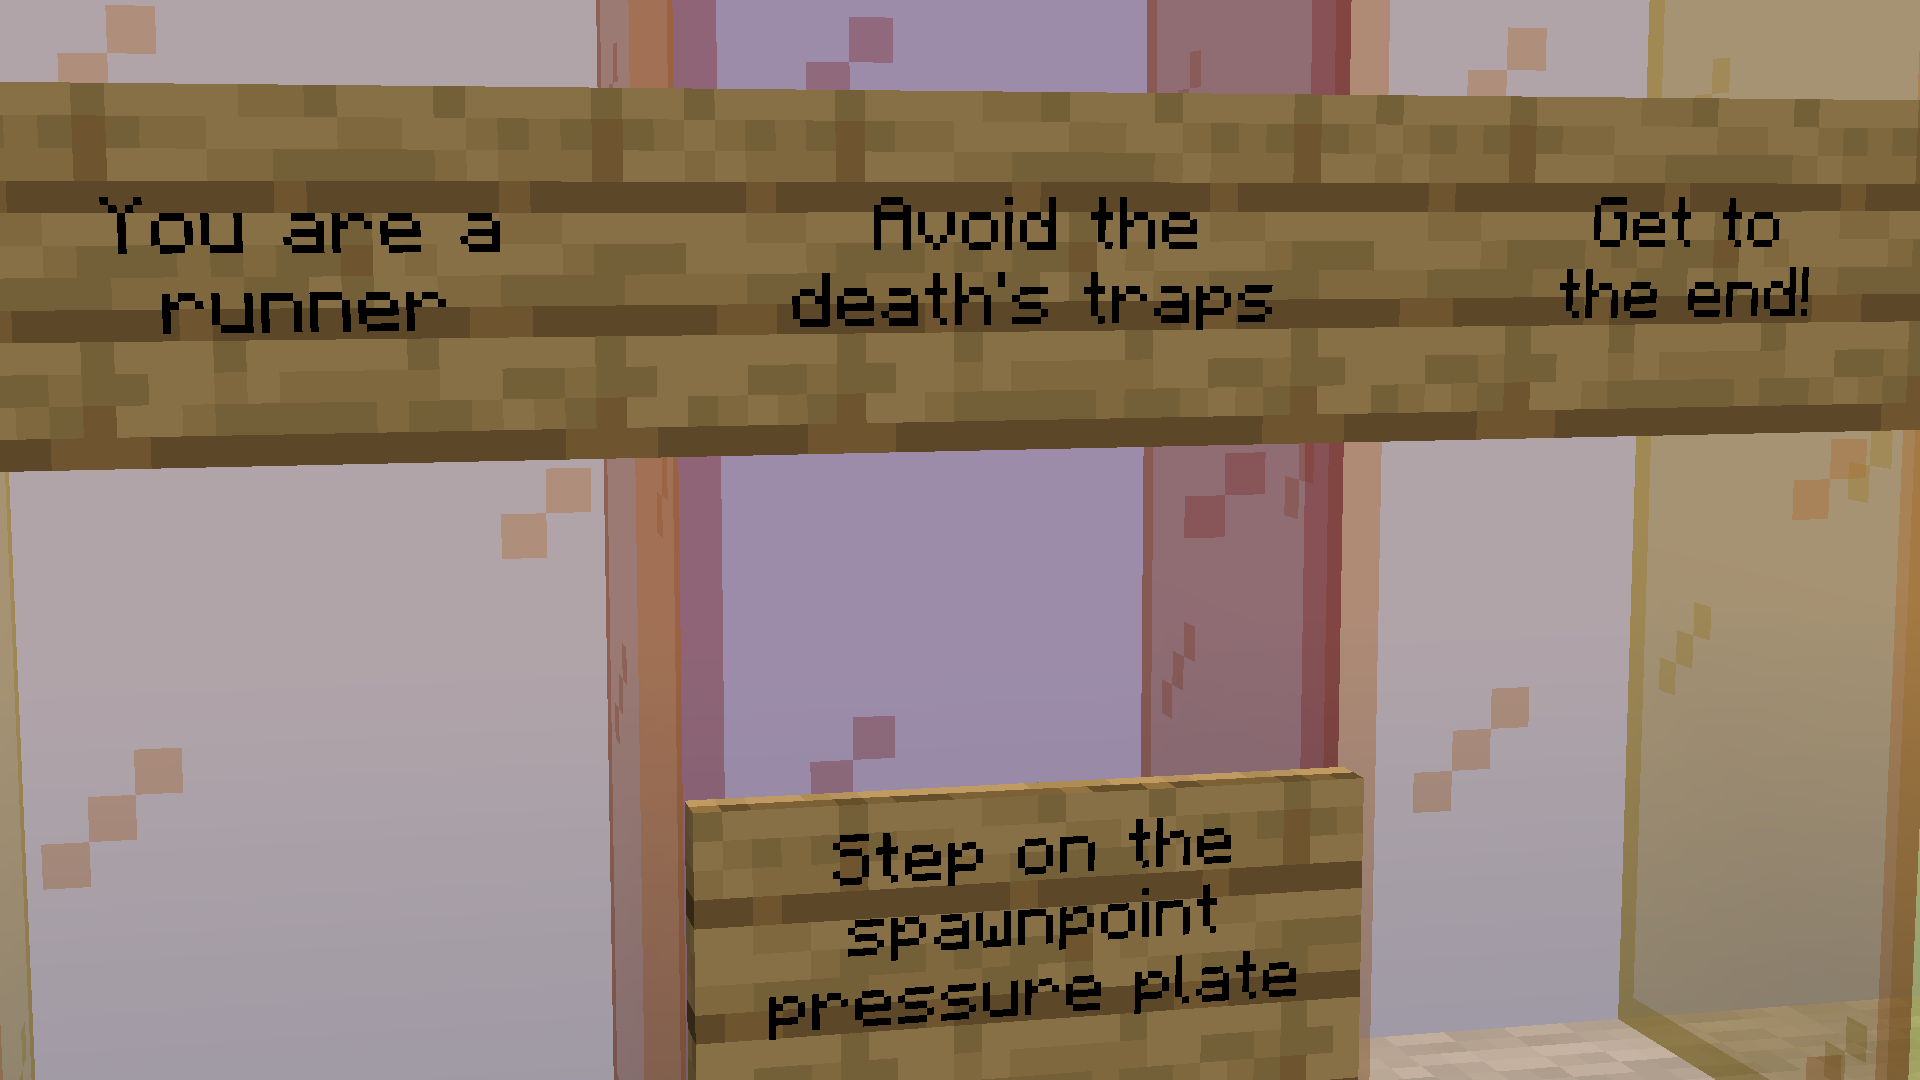 You are a
runner
Avoid the
death's traps
Get to
the end!
Step on the
spawnpoint
pressure plate